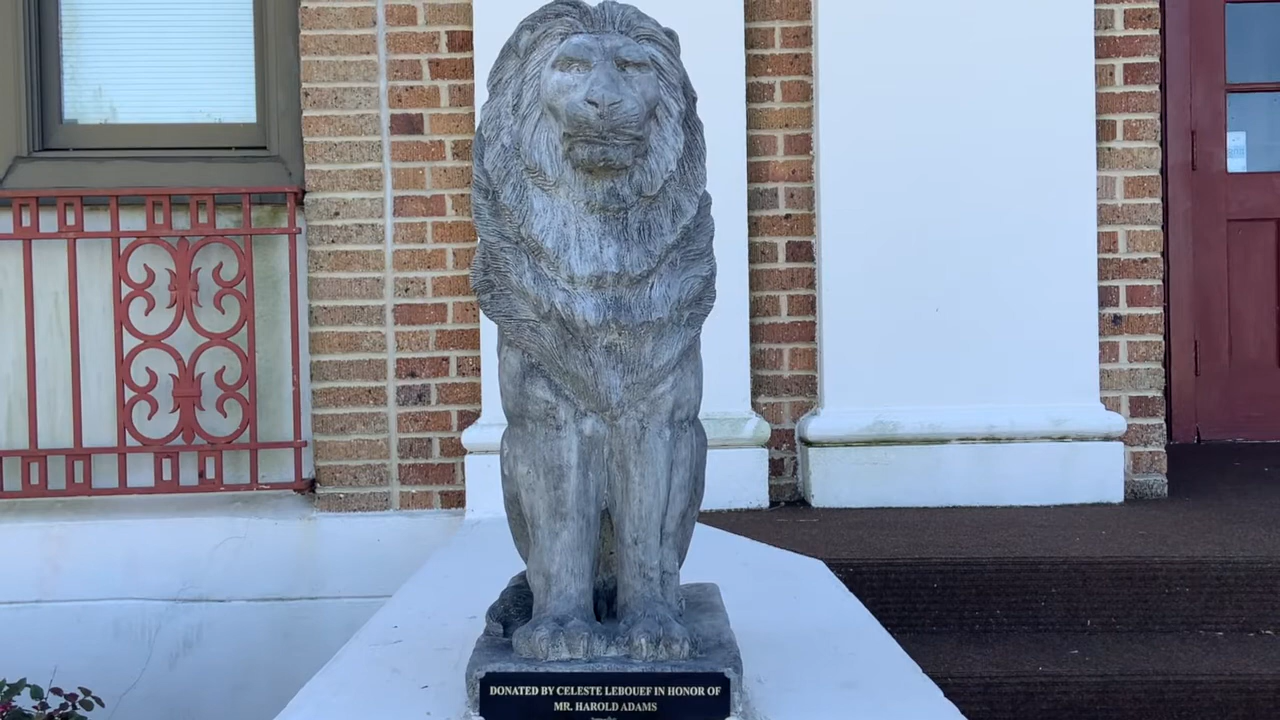 DONATED BY CELESTE LEBOUEF IN HONOR OF
MR. HAROLD ADAMS